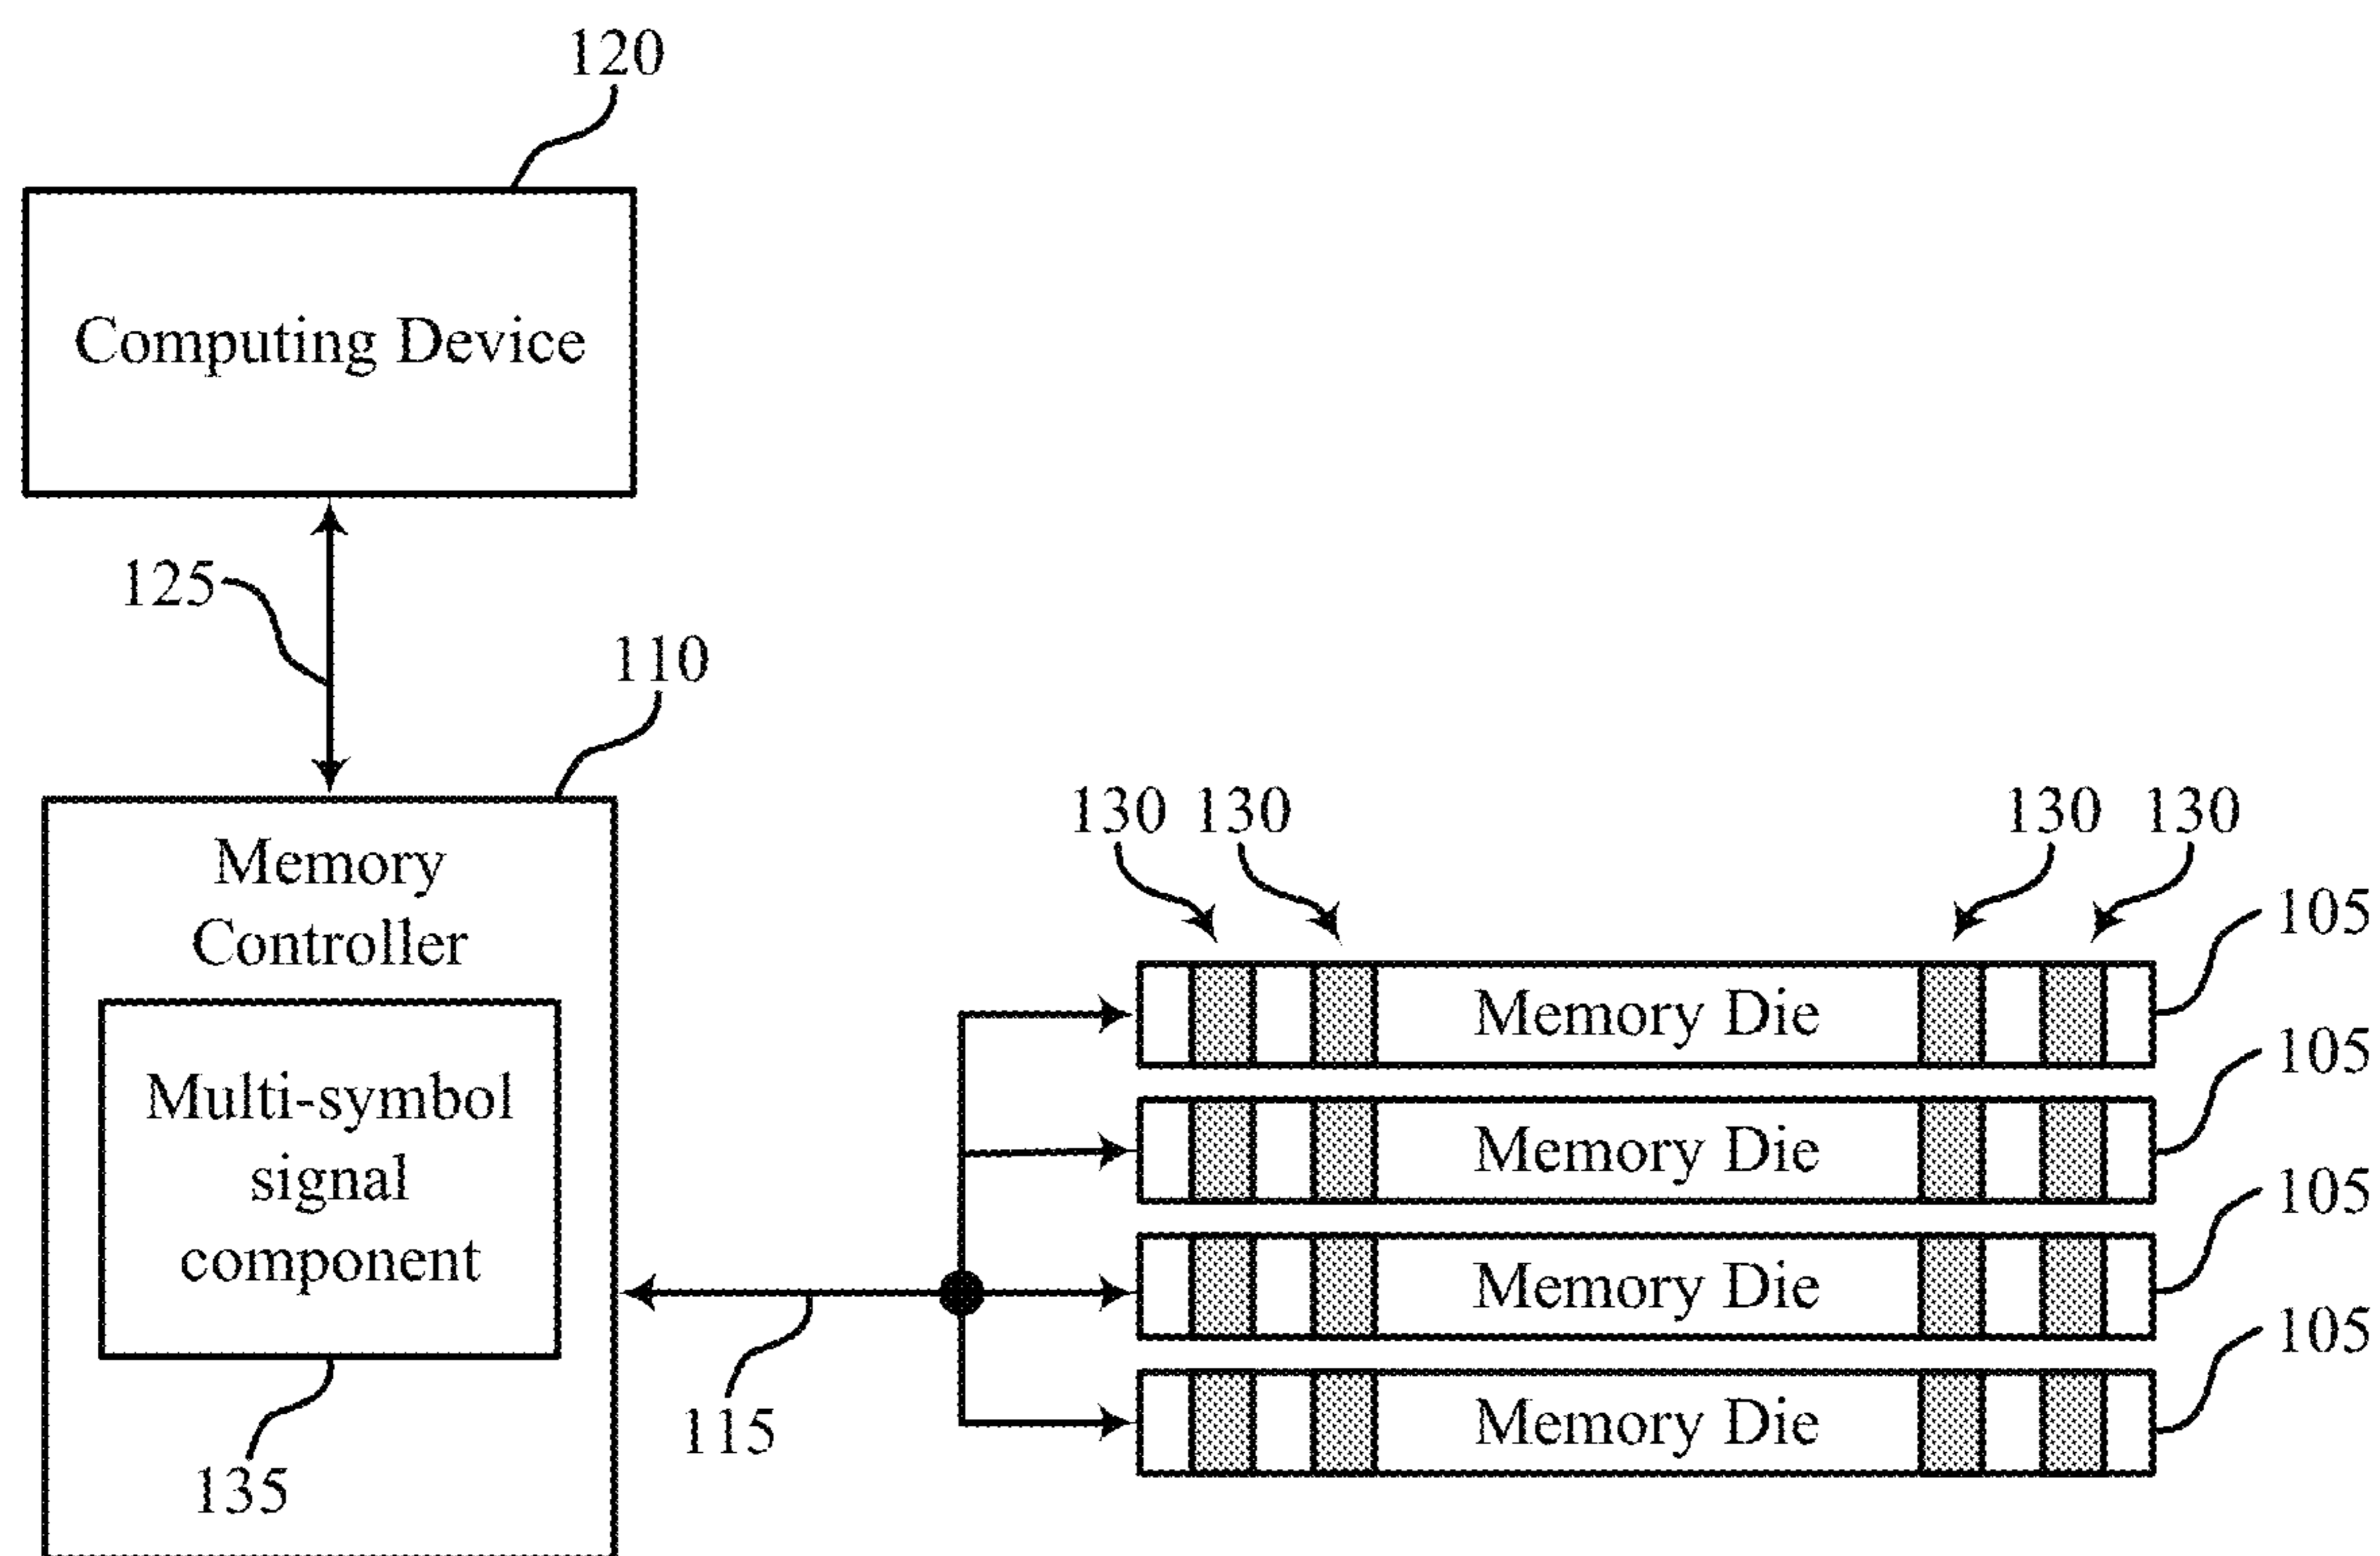 120
Computing Device
125
110
Memory
Controller
Multi-symbol
signal
component
135
115
130 130 130 130
Memory Die 105
Memory Die 105
Memory Die 105
Memory Die 105